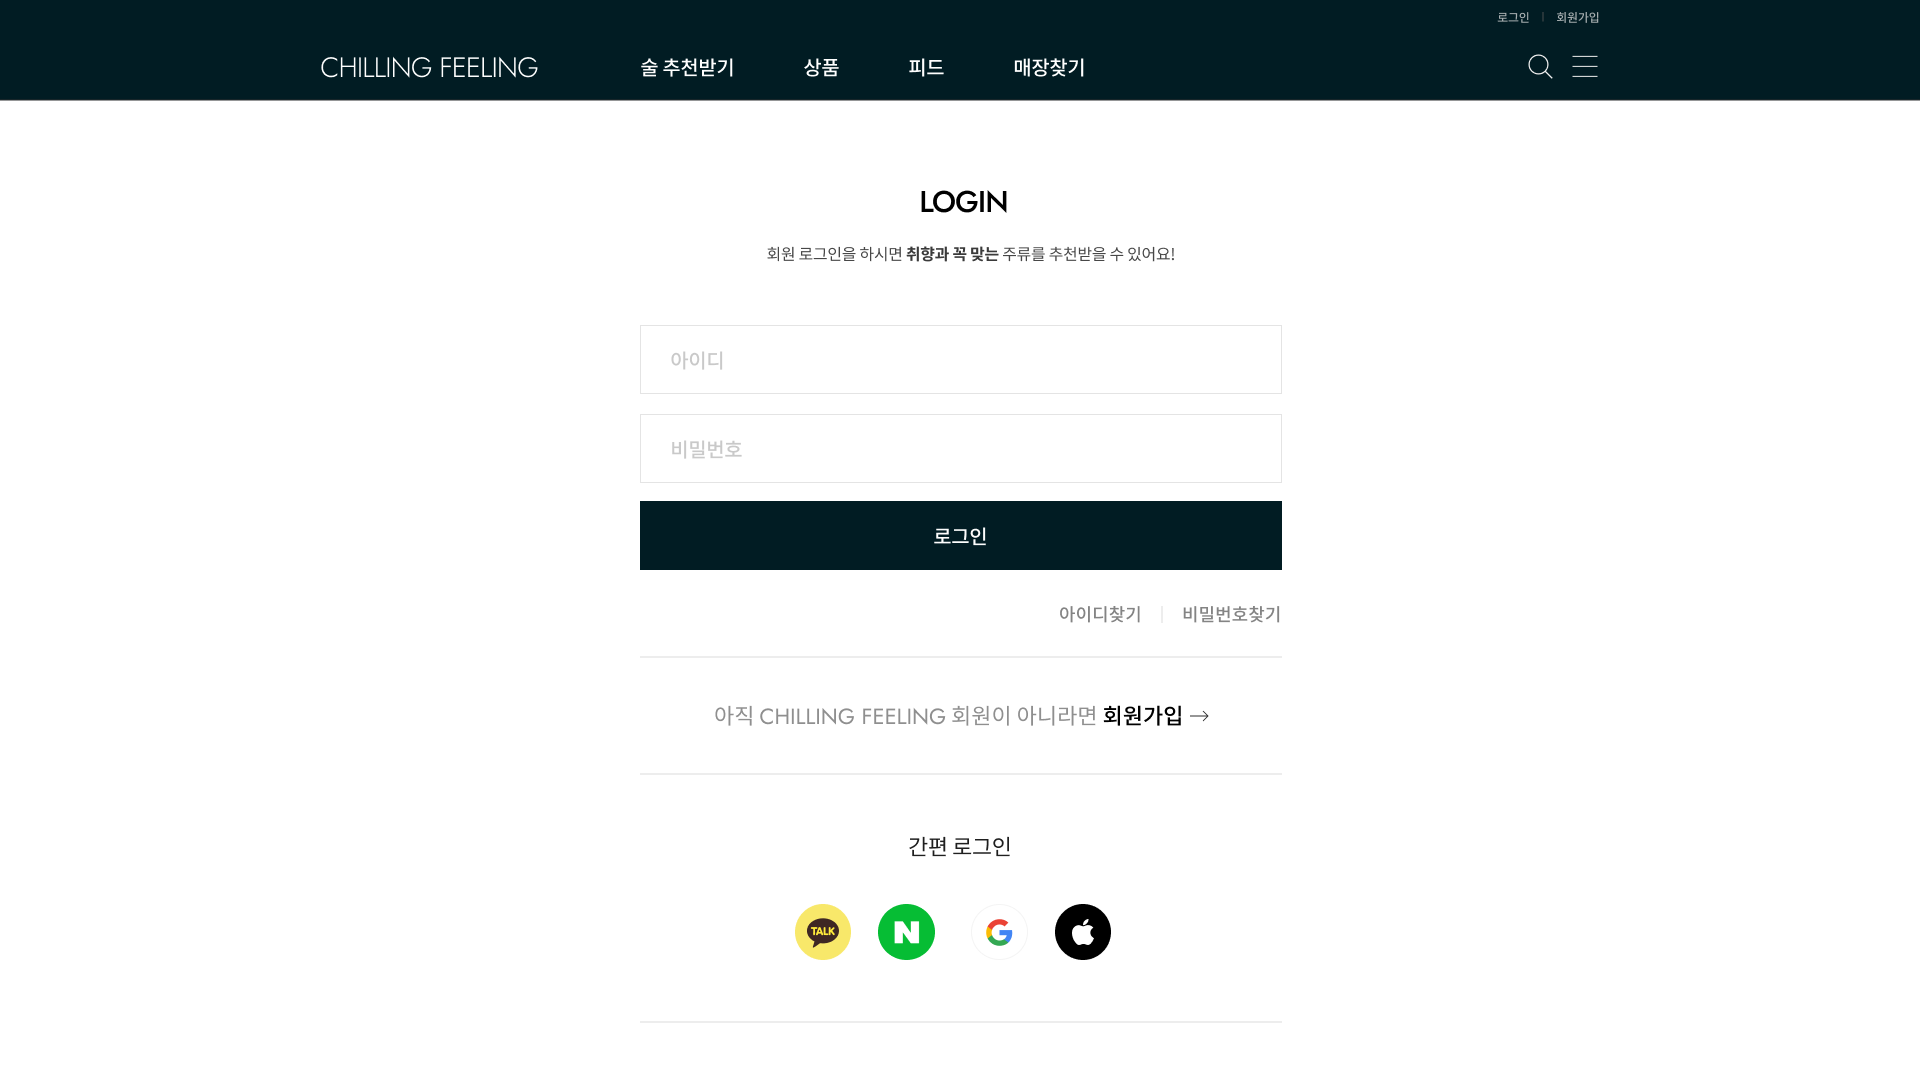 로그인 | 회원가입
CHILLING FEELING 술 추천받기 상품 피드 매장찾기
LOGIN
회원 로그인을 하시면 취향과 꼭 맞는 주류를 추천받을 수 있어요!
아이디
비밀번호
로그인
아이디찾기 | 비밀번호찾기
아직 CHILLING FEELING 회원이 아니라면 회원가입 →
간편 로그인
TALK N G